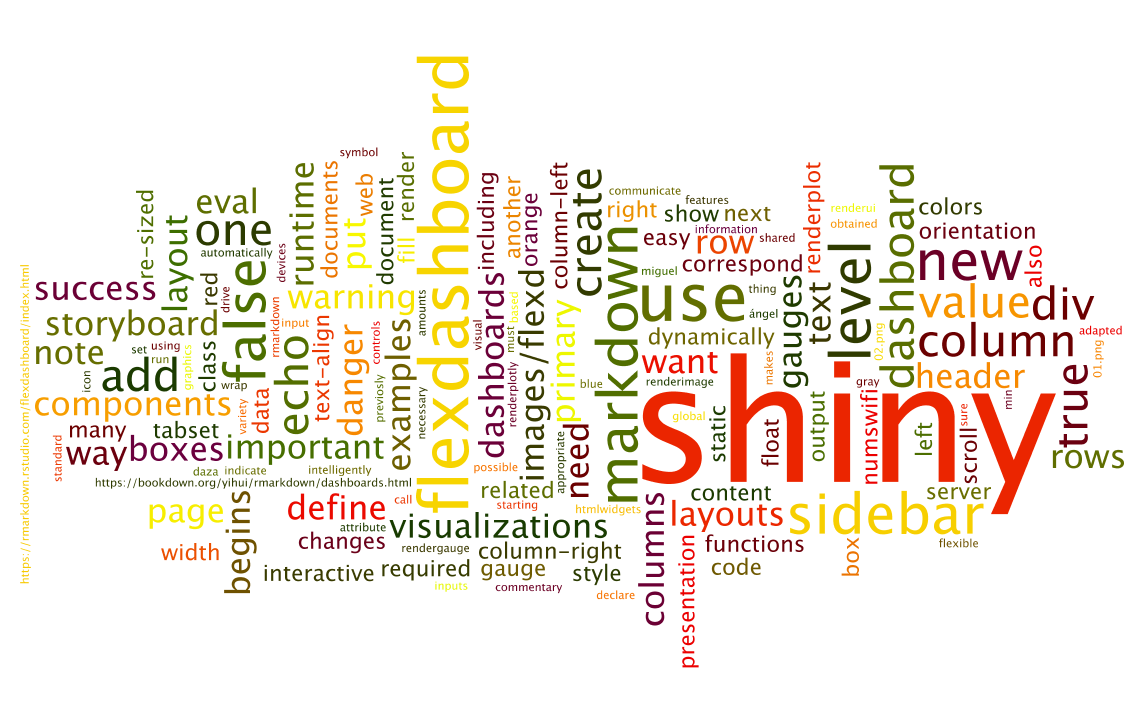 symbol
flexdashboard
re-sized
eval
layout
one
automatically
runtime
documents
web
put
document
render
fill
including
another
orange
column-left
create
communicate
features
right
show
next
easy
row
information
shared
correspond
miguel
thing
renderplot
renderui
obtained
dashboard
colors
orientation
new
also
https://rmarkdown.rstudio.com/flexdashboard/index.html
success
storyboard
note
red
drive
false
devices
warning
rmarkdown
input
echo
text-align
danger
controls
examples
amounts
dashboards
visual
must
based
images/flexd
primary
markdown
use
ángel
dynamically
gauges
text
level
value
div
column
adapted
01.png
02.png
set
using
run
graphics
class
add
icon
wrap
components
variety
data
previosly
necessary
renderplotly
blue
want
renderimage
makes
shiny
gray
header
sure
min
true
many
tabset
way
boxes
important
standard
daza
indicate
intelligently
possible
appropriate
need
global
static
float
output
numswifi
left
scroll
rows
https://bookdown.org/yihui/rmarkdown/dashboards.html
related
starting
htmlwidgets
content
columns
layouts
sidebar
server
page
begins
define
call
attribute
visualizations
changes
rendergauge
column-right
functions
box
flexible
width
interactive
required
gauge
style
code
presentation
inputs
commentary
declare